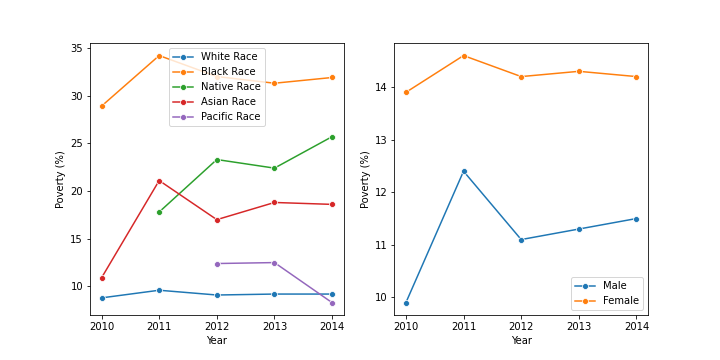 35
30
25
20
15
10
Poverty (%)
2010 2011 2012 2013 2014
Year
White Race
Black Race
Native Race
Asian Race
Pacific Race
14
13
12
11
10
Poverty (%)
2010 2011 2012 2013 2014
Year
Male
Female